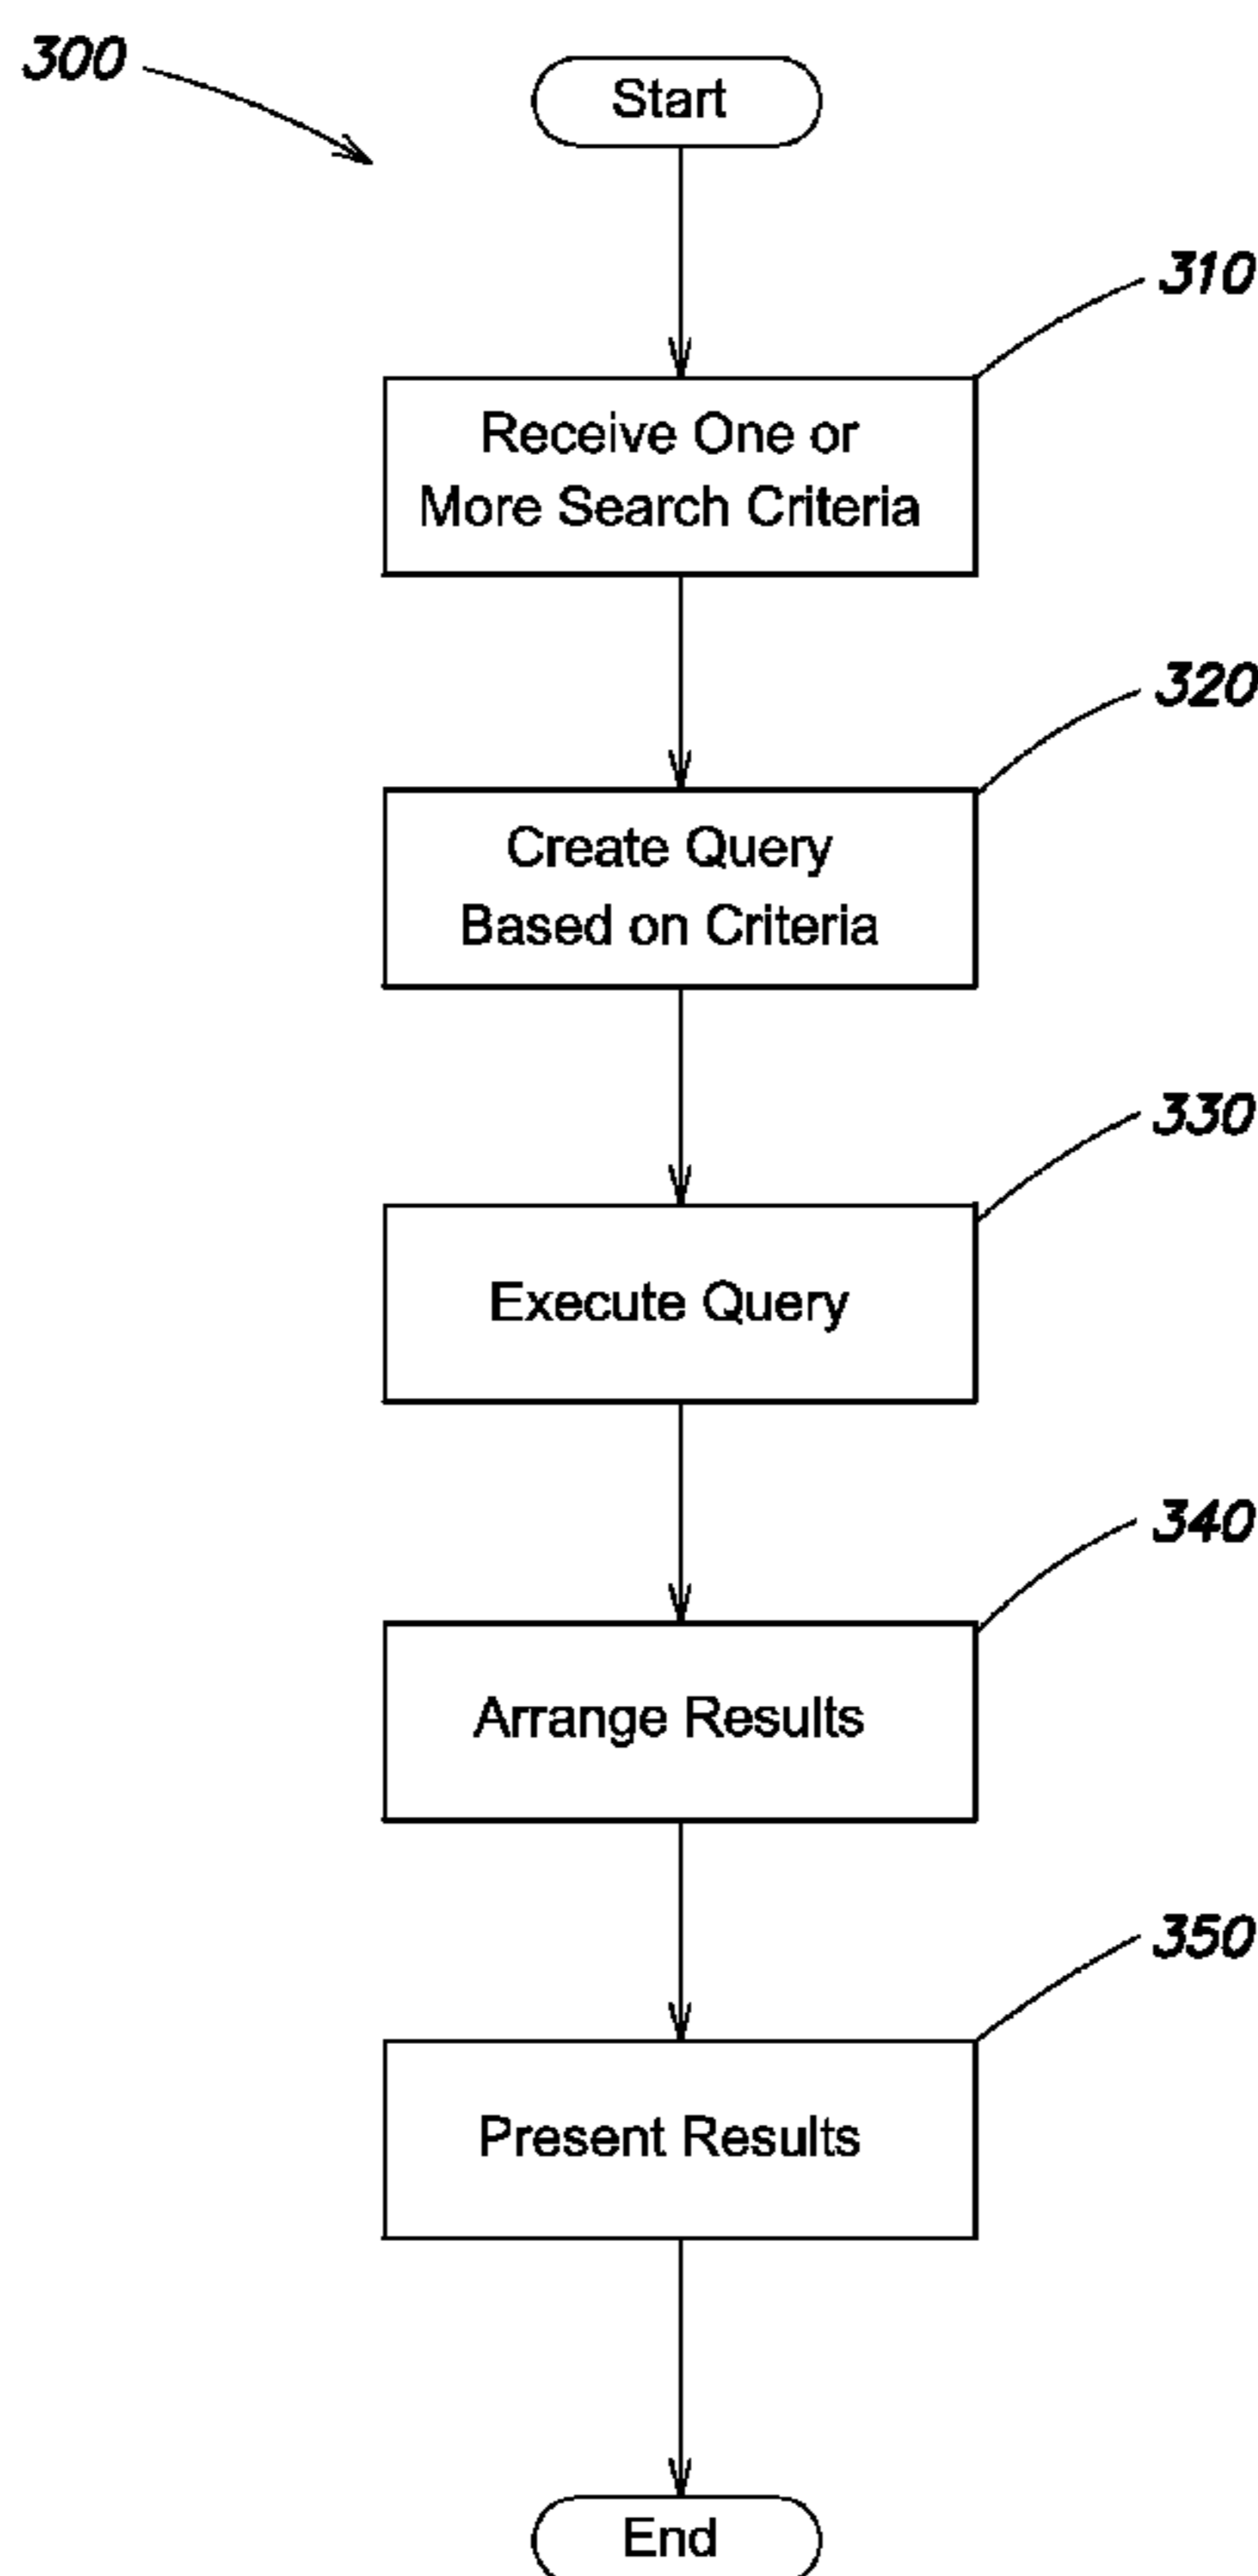 300
Start
310
Receive One or
More Search Criteria
320
Create Query
Based on Criteria
330
Execute Query
340
Arrange Results
350
Present Results
End